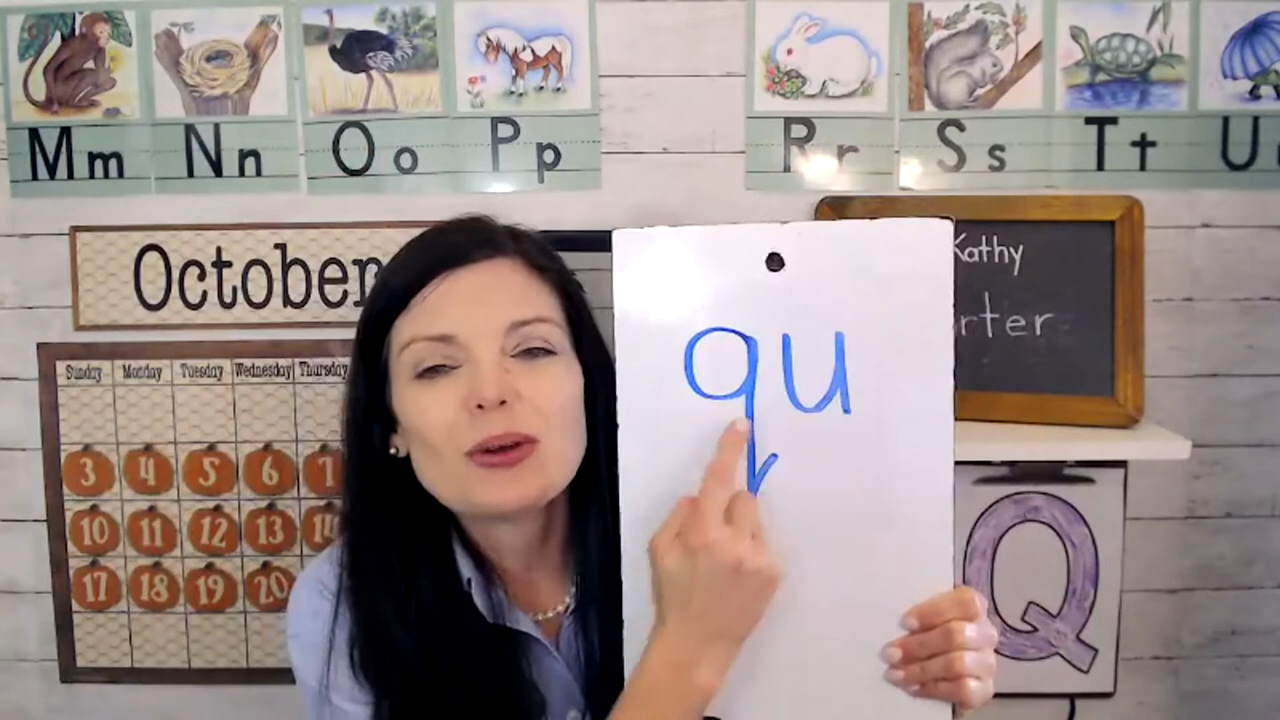 Mm Nn Oo Pp Rr Ss Tt U
October
Kathy
rter
qu
Sunday Monday Tuesday Wednesday Thursday
3 4 5 6 7
10 11 12 13 14
17 18 19 20
Q